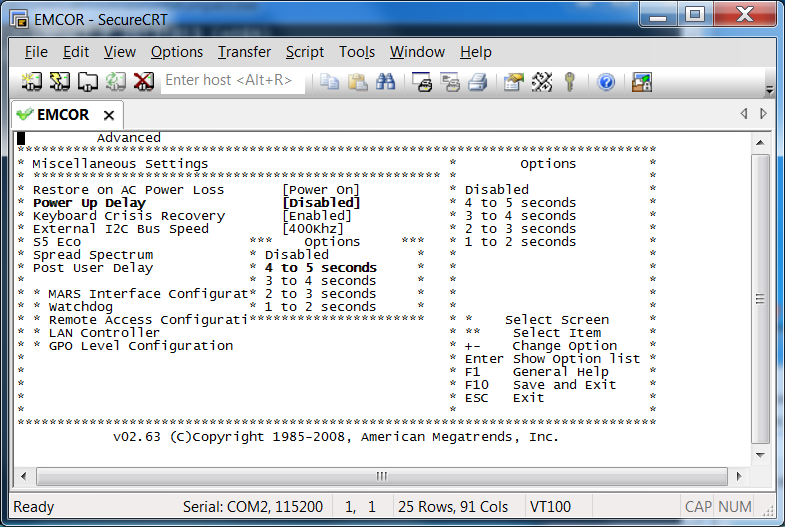 EMCOR - SecureCRT
File Edit View Options Transfer Script Tools Window Help
Enter host <Alt+R>
EMCOR
Advanced
********************************************************************************
* Miscellaneous Settings * Options *
* *************************************************** * *
* Restore on AC Power Loss [Power On] * Disabled *
* Power Up Delay [Disabled] * 4 to 5 seconds *
* Keyboard Crisis Recovery [Enabled] * 3 to 4 seconds *
* External I2C Bus Speed [400Khz] * 2 to 3 seconds *
* S5 Eco *** Options *** * 1 to 2 seconds *
* Spread Spectrum * Disabled * * *
* Post User Delay * 4 to 5 seconds * * *
* * 3 to 4 seconds * * *
* * MARS Interface Configurat* 2 to 3 seconds * * *
* * Watchdog * 1 to 2 seconds * * *
* * Remote Access Configurati********************** * * Select Screen *
* * LAN Controller * ** Select Item *
* * GPO Level Configuration * +- Change Option *
* * Enter Show Option list *
* * F1 General Help *
* * F10 Save and Exit *
* * ESC Exit *
* * *
********************************************************************************
v02.63 (C)Copyright 1985-2008, American Megatrends, Inc.
Ready Serial: COM2, 115200 1, 1 25 Rows, 91 Cols VT100 CAP NUM